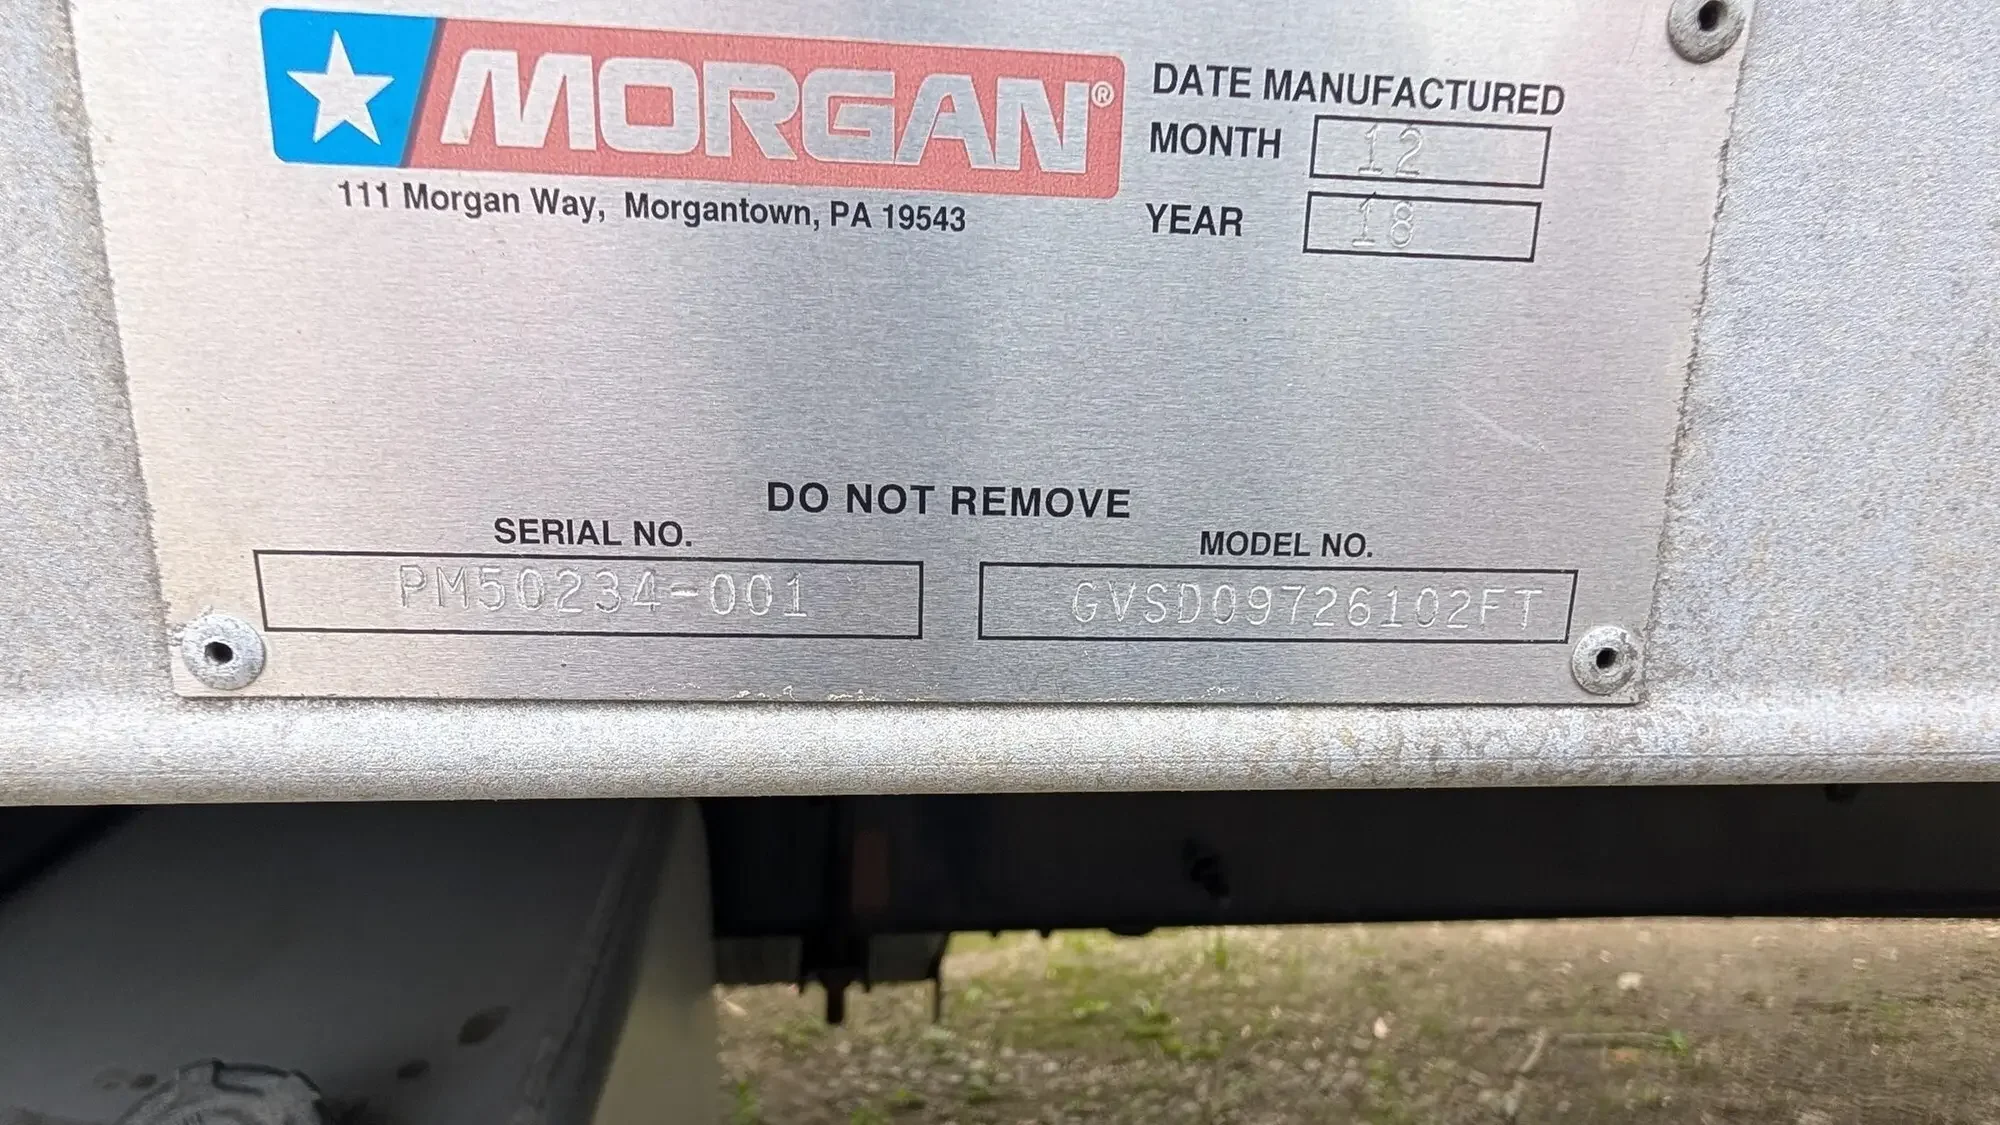 MORGAN®
111 Morgan Way, Morgantown, PA 19543
DATE MANUFACTURED
MONTH 12
YEAR 18
DO NOT REMOVE
SERIAL NO.
PM50234-001
MODEL NO.
GVSD09726102FT